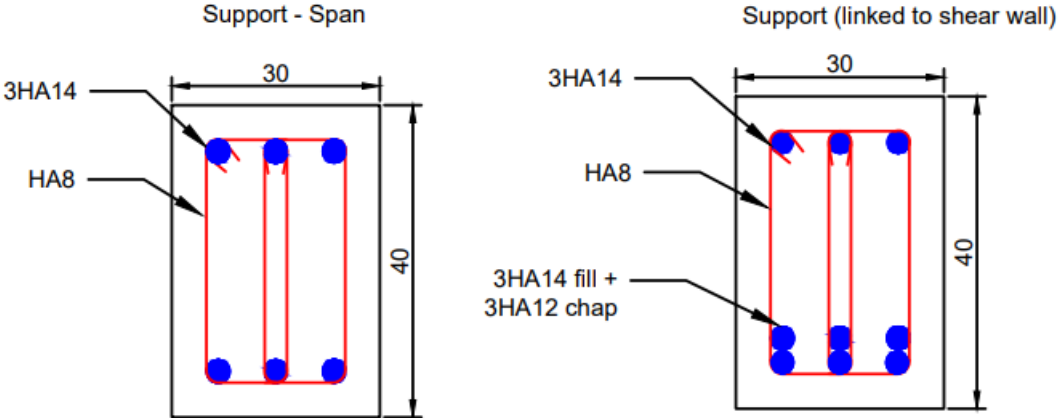 Support - Span
30
3HA14
HA8
40
Support (linked to shear wall)
30
3HA14
HA8
40
3HA14 fill +
3HA12 chap